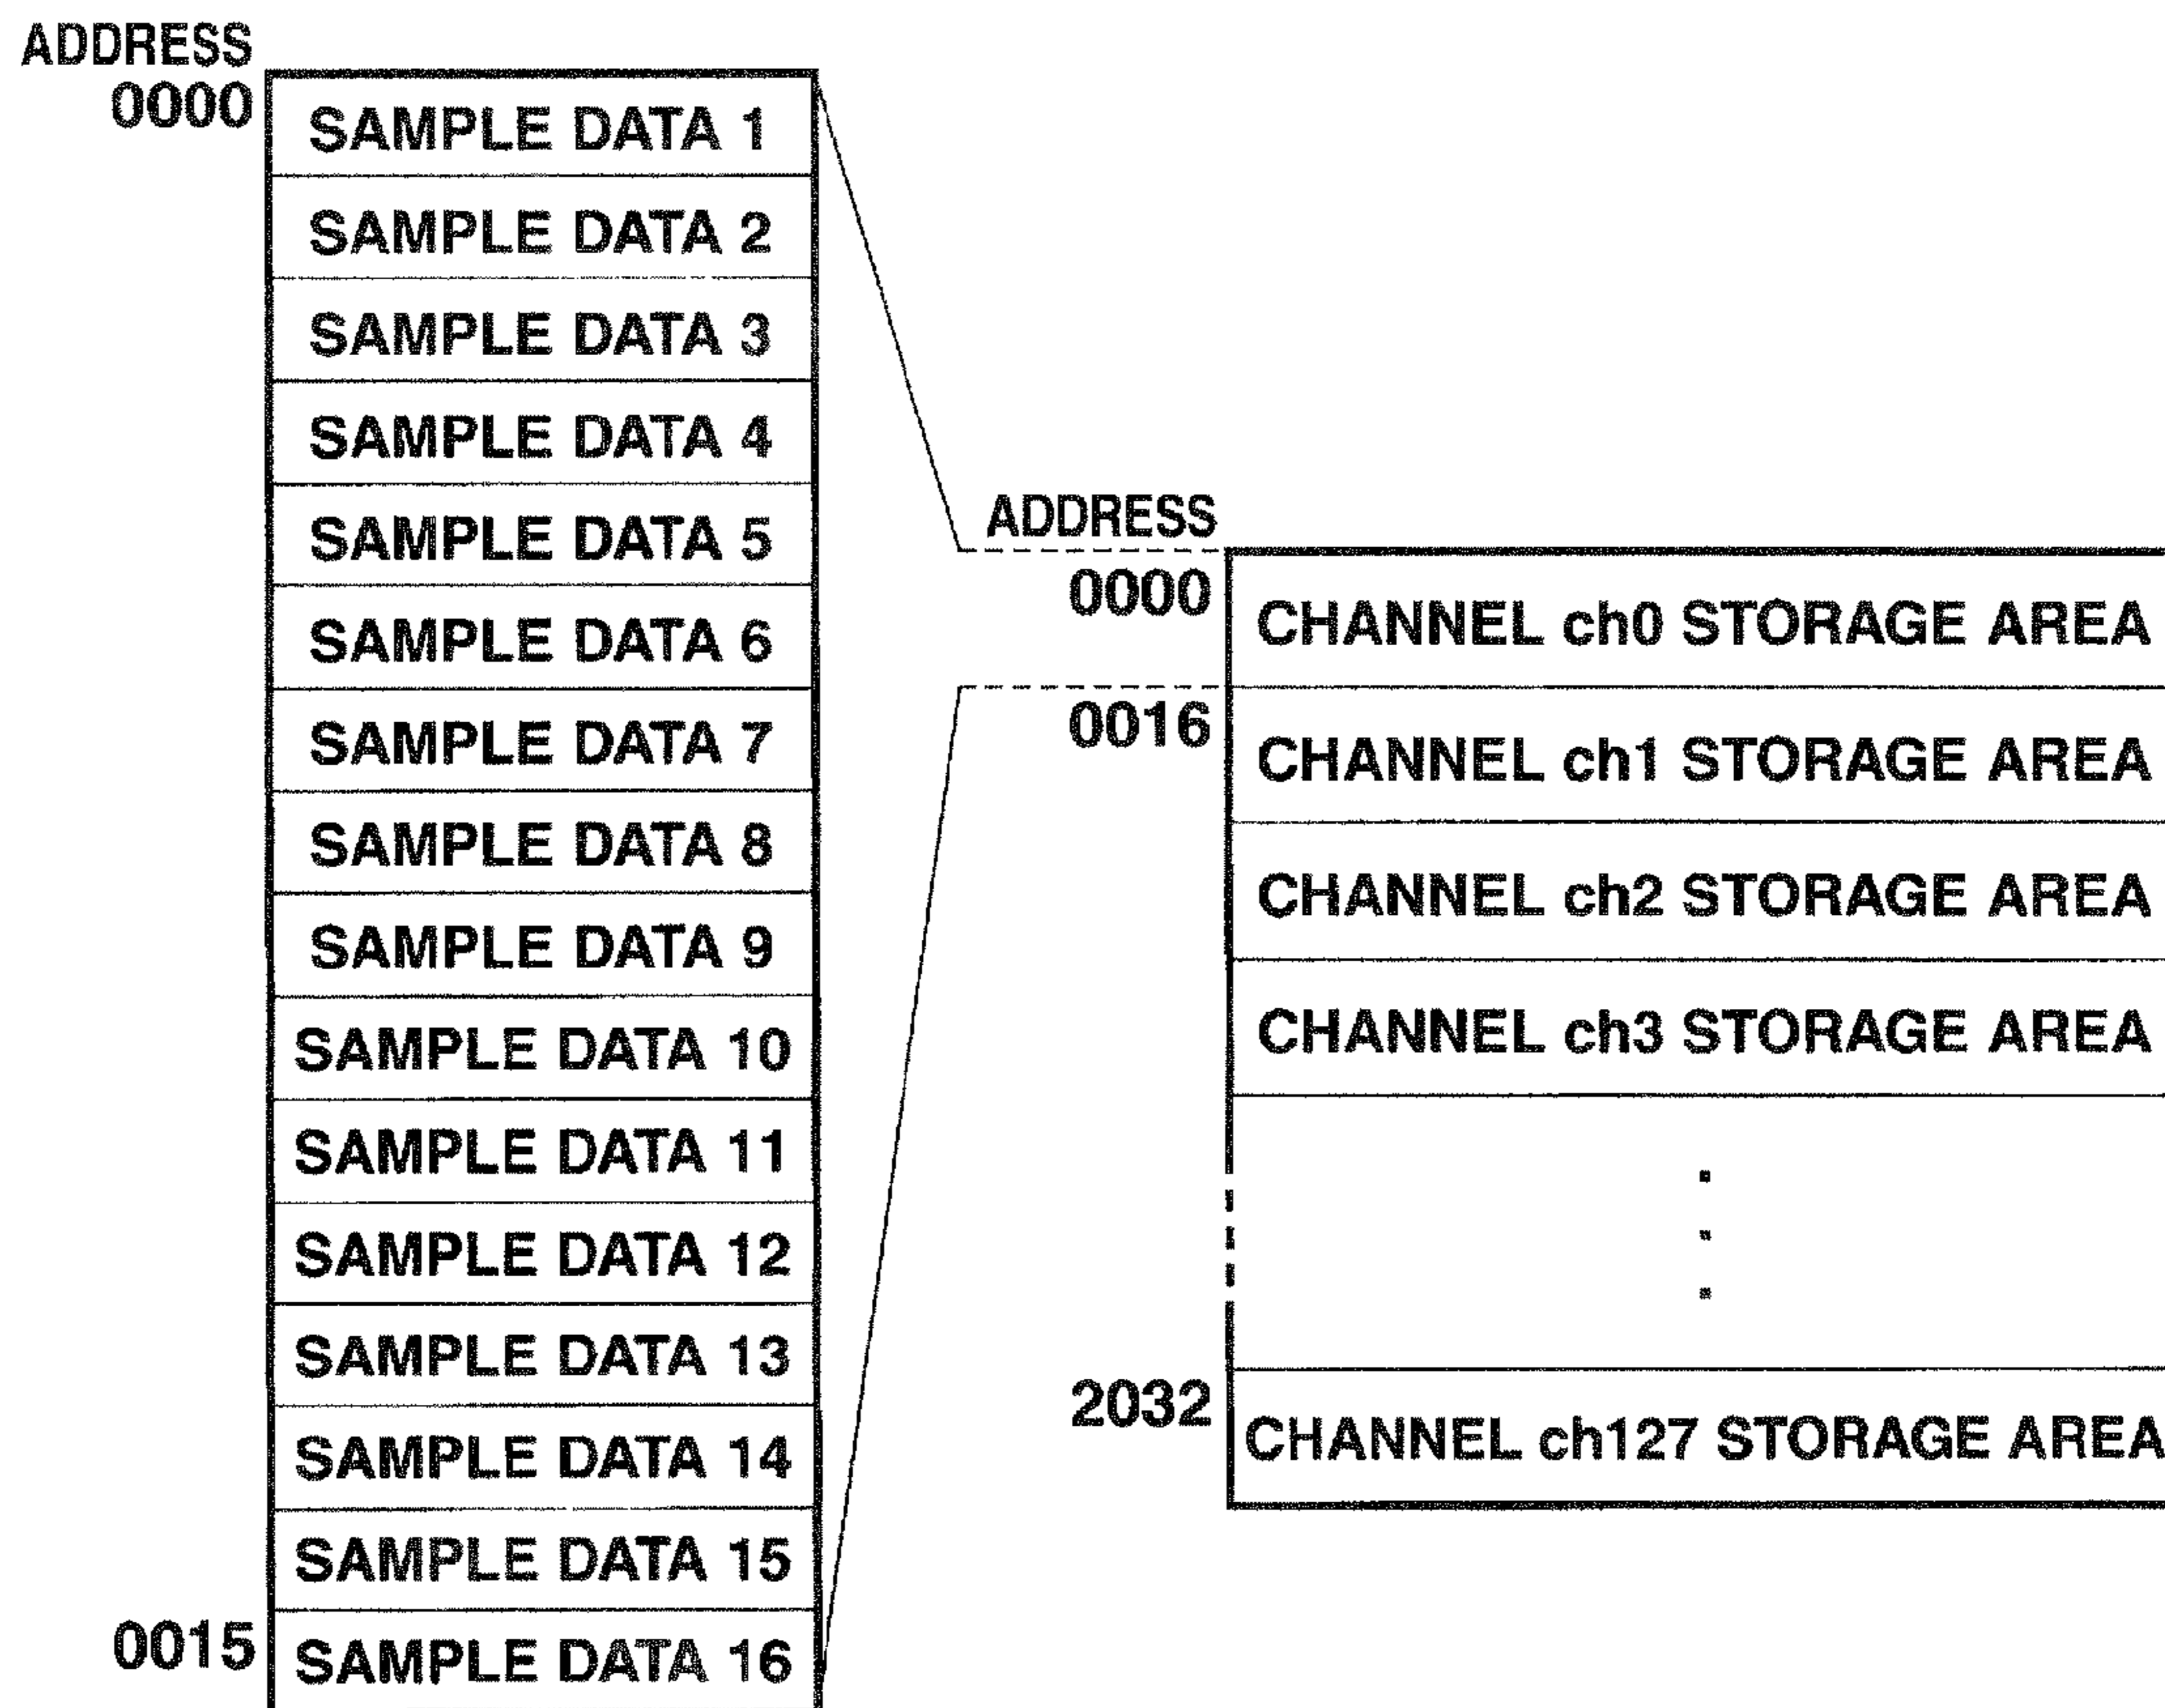 ADDRESS
0000
SAMPLE DATA 1
SAMPLE DATA 2
SAMPLE DATA 3
SAMPLE DATA 4
SAMPLE DATA 5
SAMPLE DATA 6
SAMPLE DATA 7
SAMPLE DATA 8
SAMPLE DATA 9
SAMPLE DATA 10
SAMPLE DATA 11
SAMPLE DATA 12
SAMPLE DATA 13
SAMPLE DATA 14
SAMPLE DATA 15
0015
SAMPLE DATA 16
ADDRESS
0000
CHANNEL ch0 STORAGE AREA
0016
CHANNEL ch1 STORAGE AREA
CHANNEL ch2 STORAGE AREA
CHANNEL ch3 STORAGE AREA
2032
CHANNEL ch127 STORAGE AREA